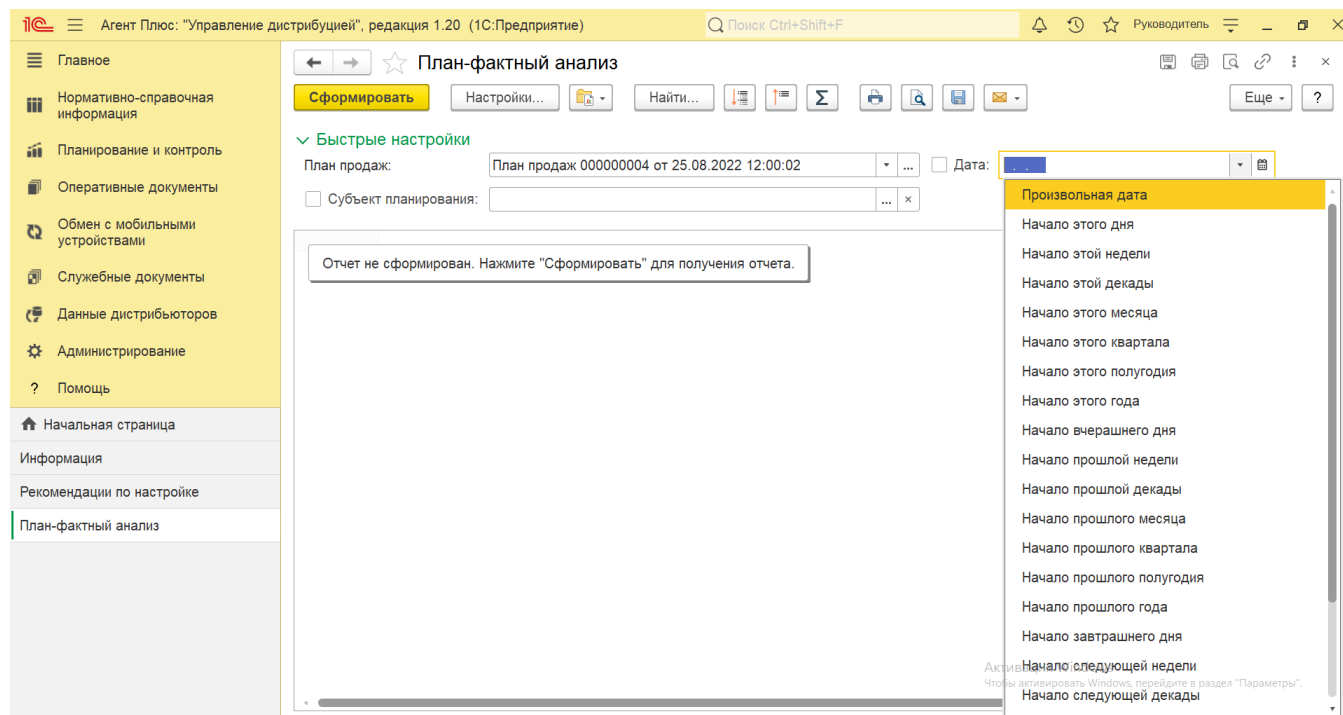 1С Агент Плюс: "Управление дистрибуцией", редакция 1.20 (1С:Предприятие) Поиск Ctrl+Shift+F Руководитель
Главное
Нормативно-справочная
информация
Планирование и контроль
Оперативные документы
Обмен с мобильными
устройствами
Служебные документы
Данные дистрибьюторов
Администрирование
? Помощь
Начальная страница
Информация
Рекомендации по настройке
План-фактный анализ
План-фактный анализ
Сформировать Настройки... Найти... Σ Еще ?
Быстрые настройки
План продаж: План продаж 000000004 от 25.08.2022 12:00:02 ... Дата: . .
Субъект планирования: ... ×
Отчет не сформирован. Нажмите "Сформировать" для получения отчета.
Произвольная дата
Начало этого дня
Начало этой недели
Начало этой декады
Начало этого месяца
Начало этого квартала
Начало этого полугодия
Начало этого года
Начало вчерашнего дня
Начало прошлой недели
Начало прошлой декады
Начало прошлого месяца
Начало прошлого квартала
Начало прошлого полугодия
Начало прошлого года
Начало завтрашнего дня
Начало следующей недели
Начало следующей декады
Чтобы активировать Windows, перейдите в раздел "Параметры".